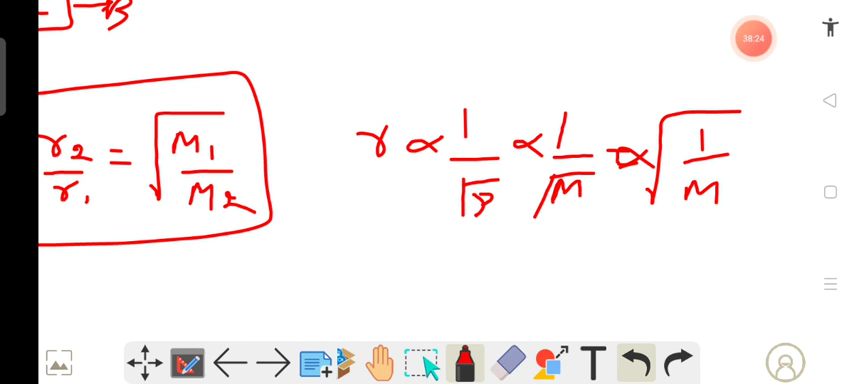 →B
38:24
r₂/r₁ = √(M₁/M₂)
r ∝ 1/√ρ ∝ 1/√M ∝ √(1/M)
T